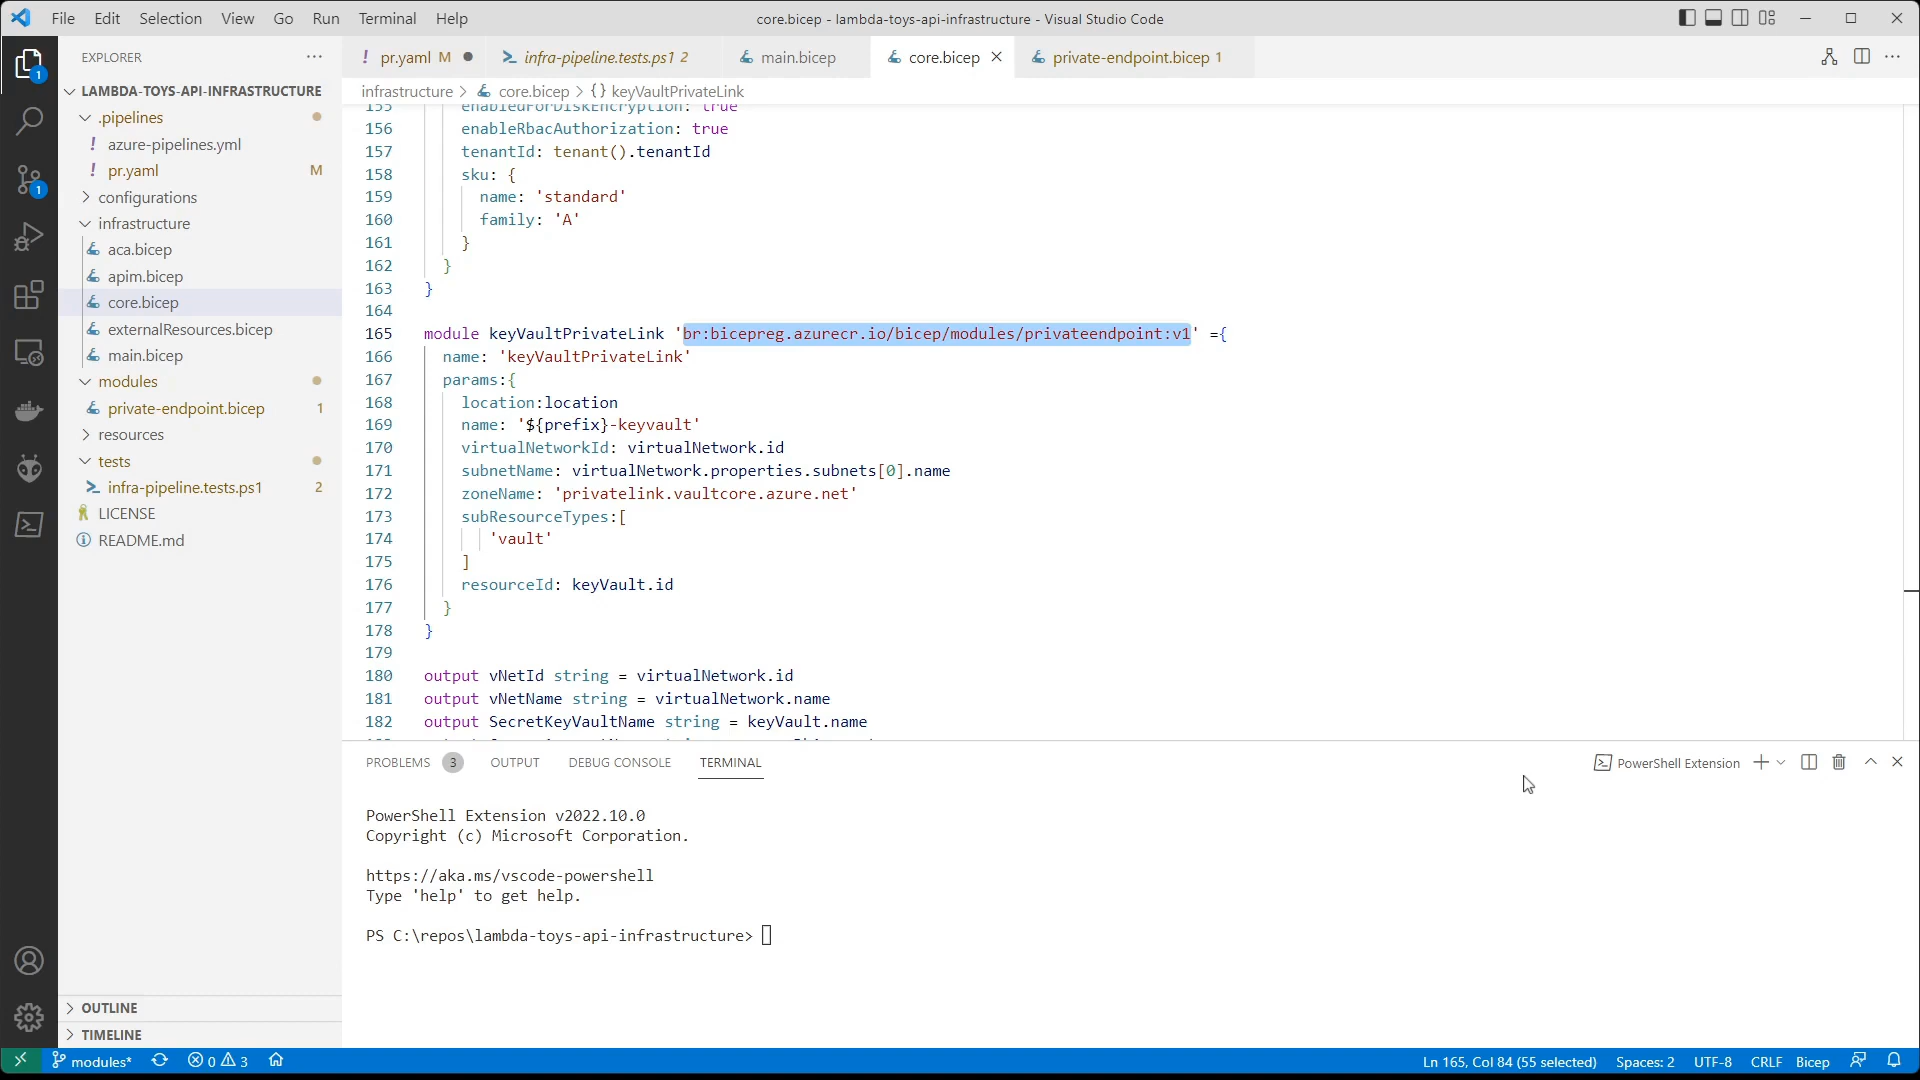 File Edit Selection View Go Run Terminal Help
core.bicep - lambda-toys-api-infrastructure - Visual Studio Code
EXPLORER
pr.yaml M
infra-pipeline.tests.ps1 2
main.bicep
core.bicep
private-endpoint.bicep 1
LAMBDA-TOYS-API-INFRASTRUCTURE
.pipelines
azure-pipelines.yml
pr.yaml M
configurations
infrastructure
aca.bicep
apim.bicep
core.bicep
externalResources.bicep
main.bicep
modules
private-endpoint.bicep 1
resources
tests
infra-pipeline.tests.ps1 2
LICENSE
README.md
OUTLINE
TIMELINE
1
1
infrastructure > core.bicep > {} keyVaultPrivateLink
155 enabledForDiskEncryption: true
156 enableRbacAuthorization: true
157 tenantId: tenant().tenantId
158 sku: {
159 name: 'standard'
160 family: 'A'
161 }
162 }
163 }
164
165 module keyVaultPrivateLink 'br:bicepreg.azurecr.io/bicep/modules/privateendpoint:v1' ={
166 name: 'keyVaultPrivateLink'
167 params:{
168 location:location
169 name: '${prefix}-keyvault'
170 virtualNetworkId: virtualNetwork.id
171 subnetName: virtualNetwork.properties.subnets[0].name
172 zoneName: 'privatelink.vaultcore.azure.net'
173 subResourceTypes:[
174 'vault'
175 ]
176 resourceId: keyVault.id
177 }
178 }
179
180 output vNetId string = virtualNetwork.id
181 output vNetName string = virtualNetwork.name
182 output SecretKeyVaultName string = keyVault.name
PROBLEMS 3 OUTPUT DEBUG CONSOLE TERMINAL
PowerShell Extension
PowerShell Extension v2022.10.0
Copyright (c) Microsoft Corporation.
https://aka.ms/vscode-powershell
Type 'help' to get help.
PS C:\repos\lambda-toys-api-infrastructure>
modules* 0 3
Ln 165, Col 84 (55 selected) Spaces: 2 UTF-8 CRLF Bicep